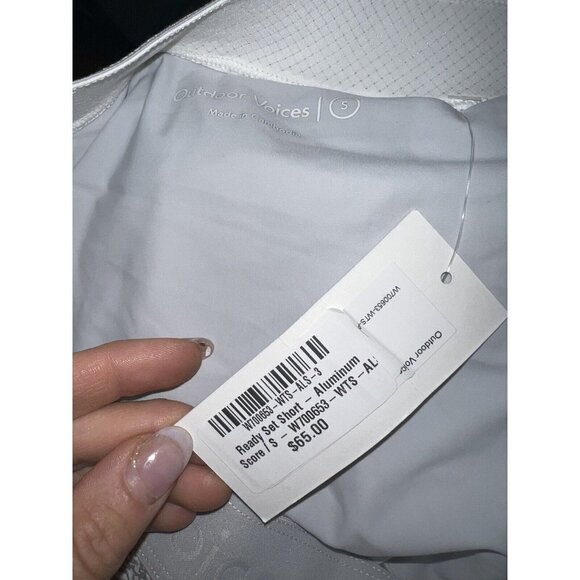 Outdoor Voices | S
Made in Cambodia
W700653-WTS-
Outdoor Voic
W700653-WTS-ALS-3
Ready Set Short - Aluminum
Score / S - W700653-WTS-AL
$65.00